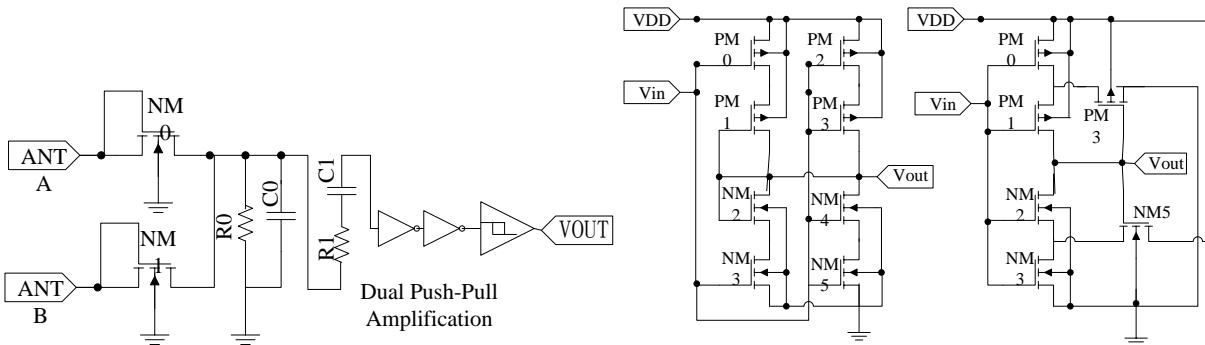 NM
0
ANT
A
NM
1
ANT
B
R0
C0
C1
R1
VOUT
Dual Push-Pull
Amplification
VDD
Vin
PM
0
PM
2
PM
1
PM
3
NM
2
NM
4
NM
3
NM
5
Vout
VDD
Vin
PM
0
PM
1
PM
3
Vout
NM
2
NM5
NM
3